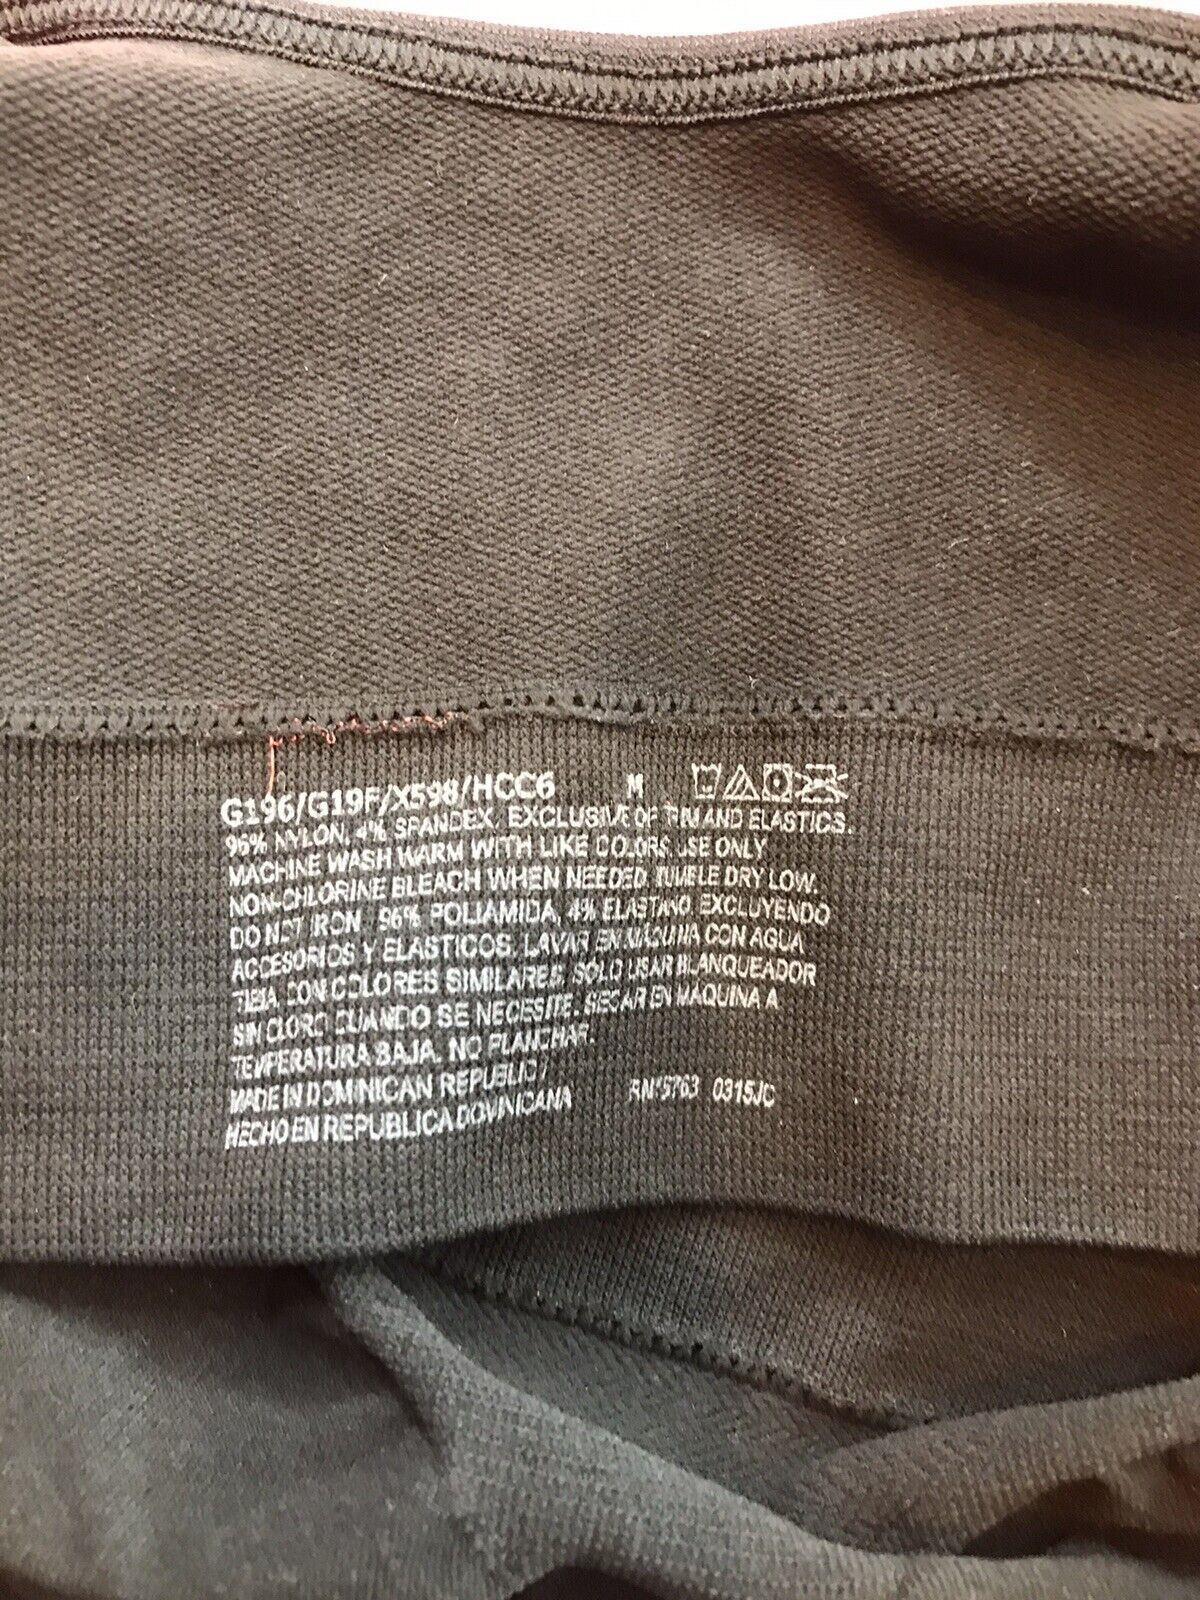 G196/G19F/X598/HCC6 M
96% NYLON, 4% SPANDEX, EXCLUSIVE OF TRIM AND ELASTICS.
MACHINE WASH WARM WITH LIKE COLORS. USE ONLY
NON-CHLORINE BLEACH WHEN NEEDED. TUMBLE DRY LOW.
DO NOT IRON. 96% POLIAMIDA, 4% ELASTANO, EXCLUYENDO
ACCESORIOS Y ELASTICOS. LAVAR EN MAQUINA CON AGUA
TIBIA CON COLORES SIMILARES. SOLO USAR BLANQUEADOR
SIN CLORO CUANDO SE NECESITE. SECAR EN MAQUINA A
TEMPERATURA BAJA. NO PLANCHAR.
MADE IN DOMINICAN REPUBLIC/
HECHO EN REPUBLICA DOMINICANA RN15763 0315JC